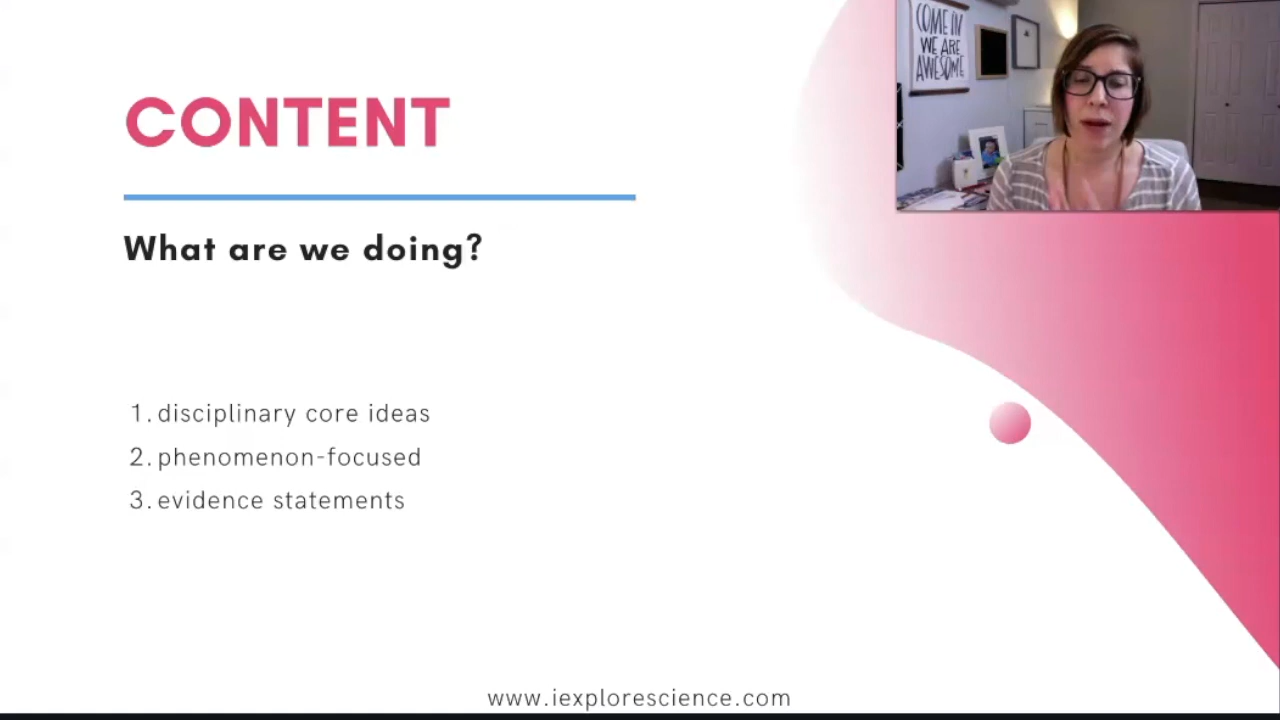 CONTENT
What are we doing?
1. disciplinary core ideas
2. phenomenon-focused
3. evidence statements
www.iexplorescience.com
COME IN
WE ARE
AWESOME